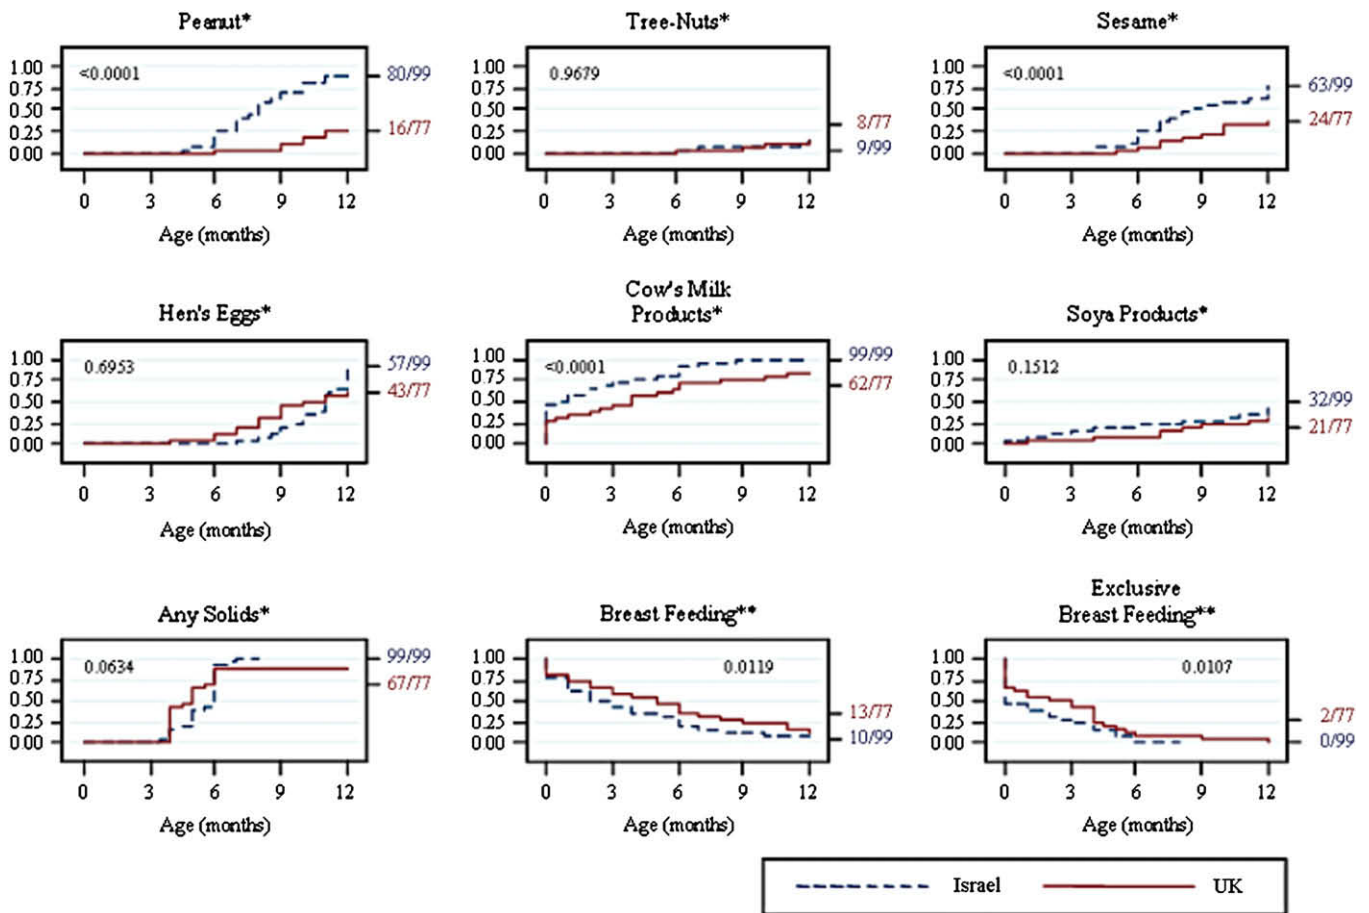 Peanut* Tree-Nuts* Sesame*
<0.0001 0.9679 <0.0001
1.00 80/99 1.00 1.00 63/99
0.75 0.75 0.75
0.50 0.50 8/77 0.50 24/77
0.25 16/77 0.25 9/99 0.25
0.00 0.00 0.00
0 3 6 9 12 0 3 6 9 12 0 3 6 9 12
Age (months) Age (months) Age (months)
Hen's Eggs* Cow's Milk Soya Products*
Products*
0.6953 <0.0001 0.1512
1.00 57/99 1.00 99/99 1.00
0.75 43/77 0.75 62/77 0.75 32/99
0.50 0.50 0.50 21/77
0.25 0.25 0.25
0.00 0.00 0.00
0 3 6 9 12 0 3 6 9 12 0 3 6 9 12
Age (months) Age (months) Age (months)
Any Solids* Breast Feeding** Exclusive
Breast Feeding**
0.0634 0.0119 0.0107
1.00 99/99 1.00 1.00
0.75 67/77 0.75 0.75
0.50 0.50 13/77 0.50 2/77
0.25 0.25 10/99 0.25 0/99
0.00 0.00 0.00
0 3 6 9 12 0 3 6 9 12 0 3 6 9 12
Age (months) Age (months) Age (months)
Israel UK